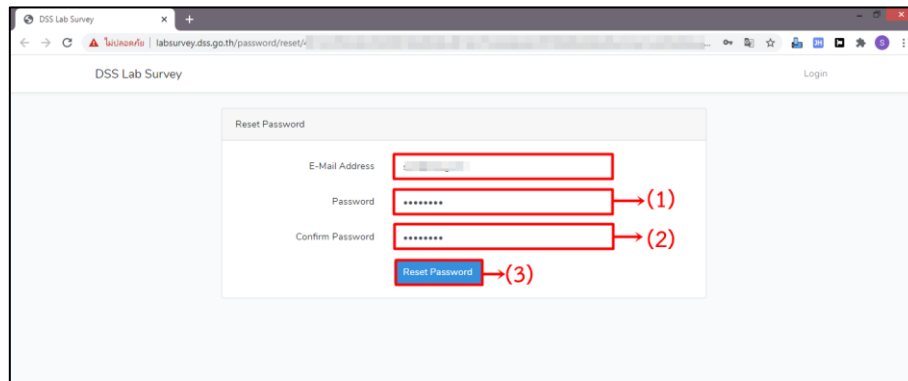 DSS Lab Survey
ไม่ปลอดภัย | labsurvey.dss.go.th/password/reset/
DSS Lab Survey Login
Reset Password
E-Mail Address
Password •••••••• (1)
Confirm Password •••••••• (2)
Reset Password (3)